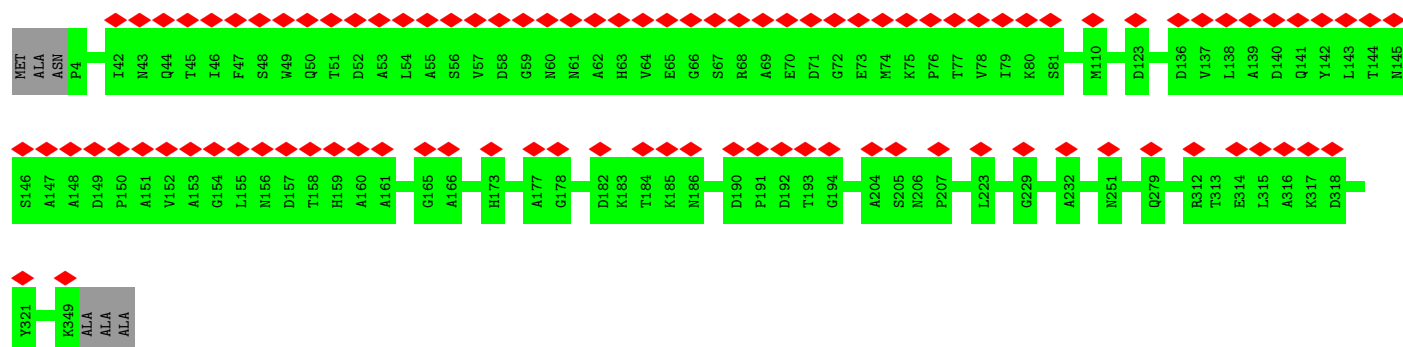 MET ALA ASN P4 I42 N43 Q44 T45 I46 F47 S48 W49 Q50 T51 D52 A53 L54 A55 S56 V57 D58 G59 N60 N61 A62 H63 V64 E65 G66 S67 R68 A69 E70 D71 G72 E73 M74 K75 P76 T77 V78 I79 K80 S81 M110 D123 D136 V137 L138 A139 D140 Q141 Y142 L143 T144 N145
S146 A147 A148 D149 P150 A151 V152 A153 G154 L155 N156 D157 T158 H159 A160 A161 G165 A166 H173 A177 G178 D182 K183 T184 K185 N186 D190 P191 D192 T193 G194 A204 S205 N206 P207 L223 G229 A232 N251 Q279 R312 T313 E314 L315 A316 K317 D318
Y321 K349 ALA ALA ALA